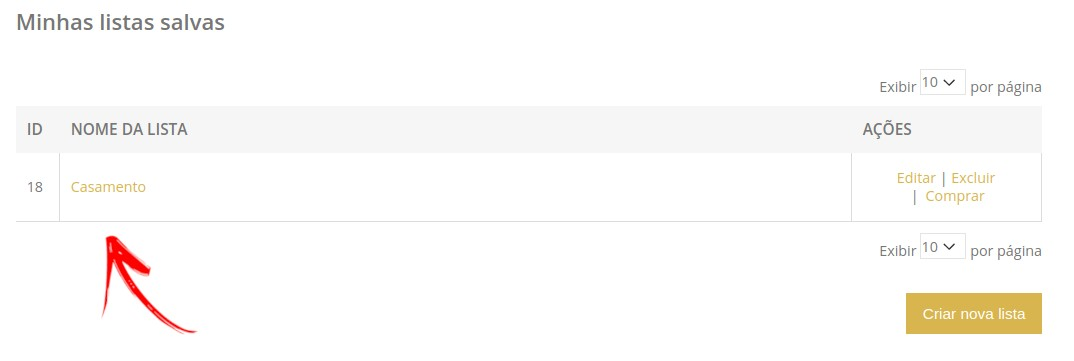 Minhas listas salvas
Exibir 10 por página
ID NOME DA LISTA AÇÕES
18 Casamento Editar | Excluir
| Comprar
Exibir 10 por página
Criar nova lista